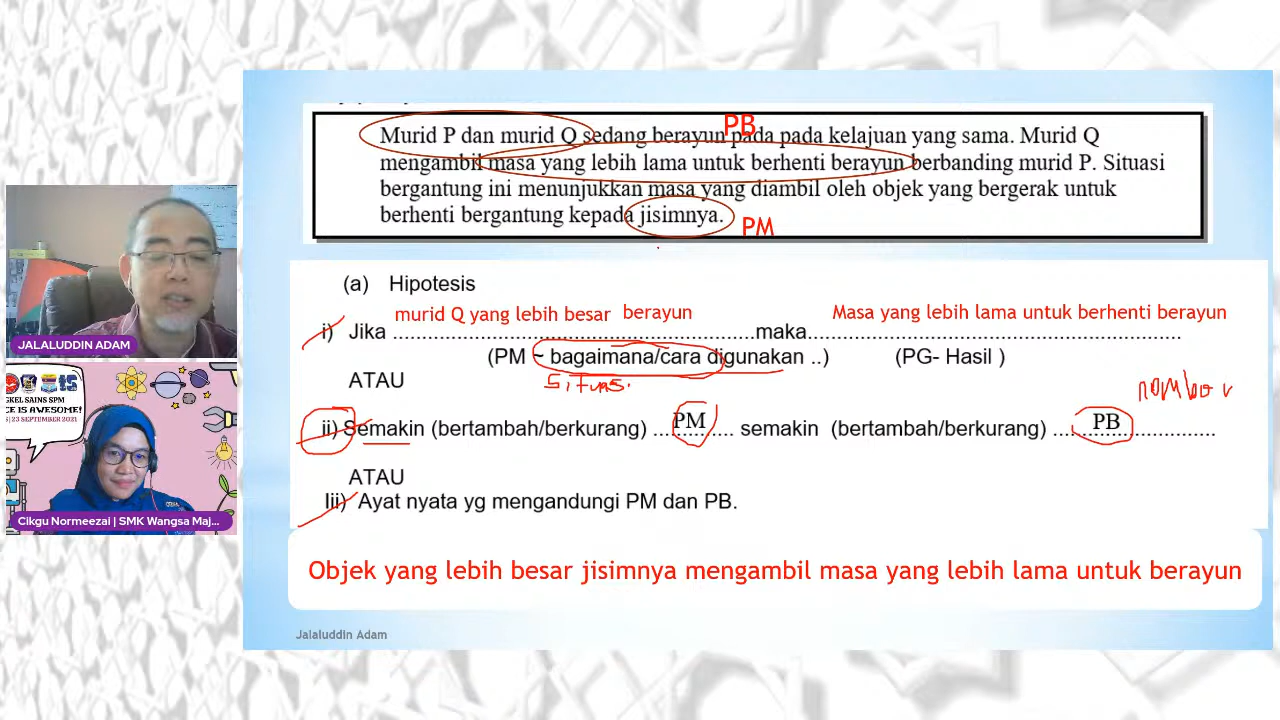 PB
Murid P dan murid Q sedang berayun pada pada kelajuan yang sama. Murid Q
mengambil masa yang lebih lama untuk berhenti berayun berbanding murid P. Situasi
bergantung ini menunjukkan masa yang diambil oleh objek yang bergerak untuk
berhenti bergantung kepada jisimnya.
PM
(a) Hipotesis
murid Q yang lebih besar berayun Masa yang lebih lama untuk berhenti berayun
i) Jika ..............................................................maka..................................................................
(PM ~ bagaimana/cara digunakan ..) (PG- Hasil )
ATAU
nombor
PM PB
ii) Semakin (bertambah/berkurang) .............. semakin (bertambah/berkurang) ............................
ATAU
Iii) Ayat nyata yg mengandungi PM dan PB.
Objek yang lebih besar jisimnya mengambil masa yang lebih lama untuk berayun
Jalaluddin Adam
JALALUDDIN ADAM
GKEL SAINS SPM
CE IS AWESOME!
23 SEPTEMBER 2021
Cikgu Normeezal | SMK Wangsa Maj...